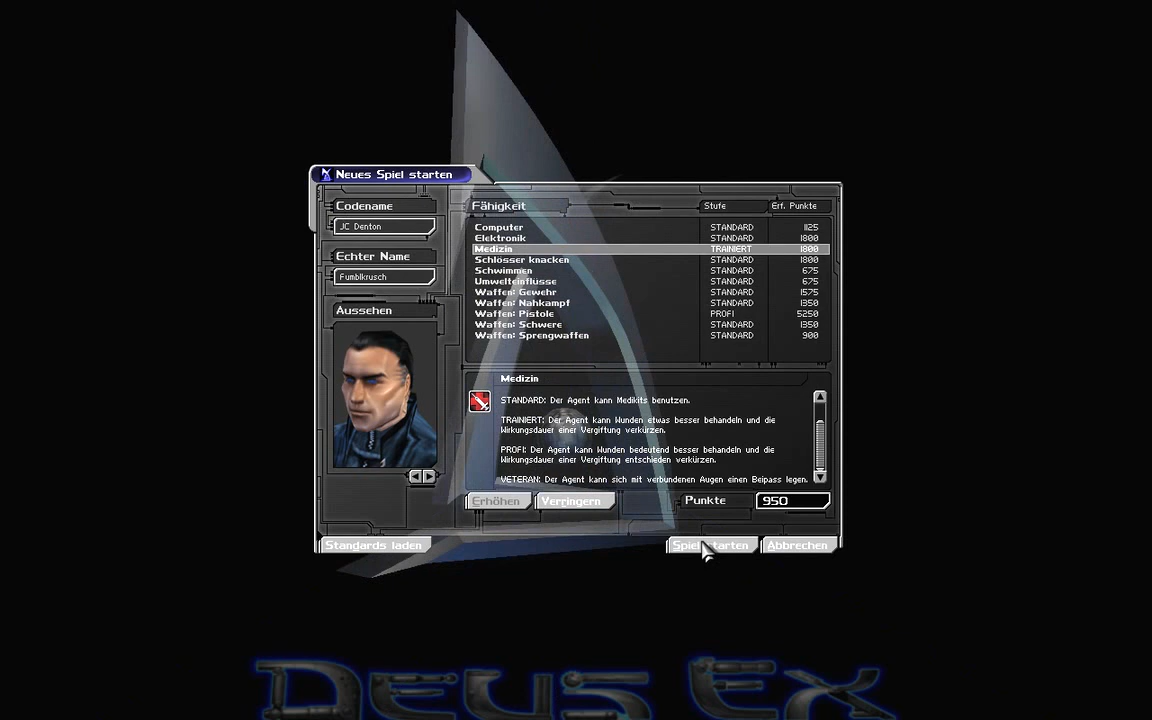 Neues Spiel starten
Codename
JC Denton
Echter Name
Fumblkrusch
Aussehen
Fähigkeit Stufe Erf. Punkte
Computer STANDARD 1125
Elektronik STANDARD 1800
Medizin TRAINIERT 1800
Schlösser knacken STANDARD 1800
Schwimmen STANDARD 675
Umwelteinflüsse STANDARD 675
Waffen: Gewehr STANDARD 1575
Waffen: Nahkampf STANDARD 1350
Waffen: Pistole PROFI 5250
Waffen: Schwere STANDARD 1350
Waffen: Sprengwaffen STANDARD 900
Medizin
STANDARD: Der Agent kann Medikits benutzen.
TRAINIERT: Der Agent kann Wunden etwas besser behandeln und die
Wirkungsdauer einer Vergiftung verkürzen.
PROFI: Der Agent kann Wunden bedeutend besser behandeln und die
Wirkungsdauer einer Vergiftung entschieden verkürzen.
VETERAN: Der Agent kann sich mit verbundenen Augen einen Beipass legen.
Erhöhen Verringern Punkte 950
Standards laden Spiel starten Abbrechen
DEUS EX